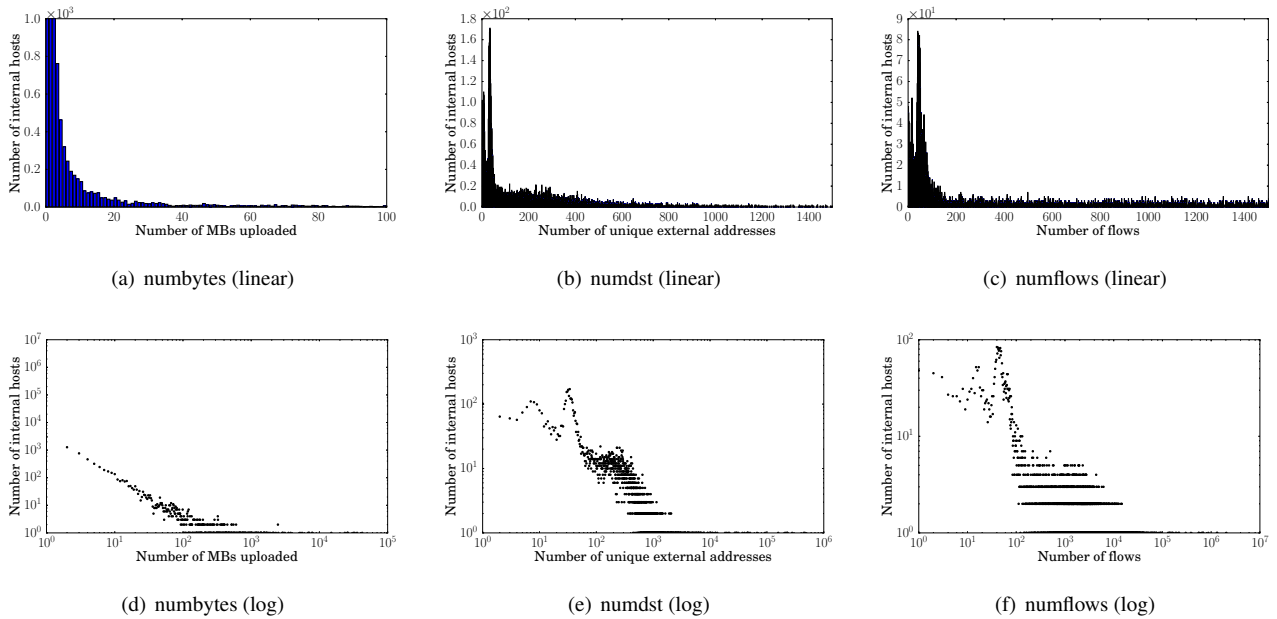 ×10³
1.0
0.8
0.6
0.4
0.2
0.0
0 20 40 60 80 100
Number of MBs uploaded
Number of internal hosts
(a) numbytes (linear)
×10²
1.8
1.6
1.4
1.2
1.0
0.8
0.6
0.4
0.2
0.0
0 200 400 600 800 1000 1200 1400
Number of unique external addresses
Number of internal hosts
(b) numdst (linear)
×10¹
9
8
7
6
5
4
3
2
1
0
0 200 400 600 800 1000 1200 1400
Number of flows
Number of internal hosts
(c) numflows (linear)
10⁷
10⁶
10⁵
10⁴
10³
10²
10¹
10⁰
10⁰ 10¹ 10² 10³ 10⁴ 10⁵
Number of MBs uploaded
Number of internal hosts
(d) numbytes (log)
10³
10²
10¹
10⁰
10⁰ 10¹ 10² 10³ 10⁴ 10⁵ 10⁶
Number of unique external addresses
Number of internal hosts
(e) numdst (log)
10²
10¹
10⁰
10⁰ 10¹ 10² 10³ 10⁴ 10⁵ 10⁶ 10⁷
Number of flows
Number of internal hosts
(f) numflows (log)